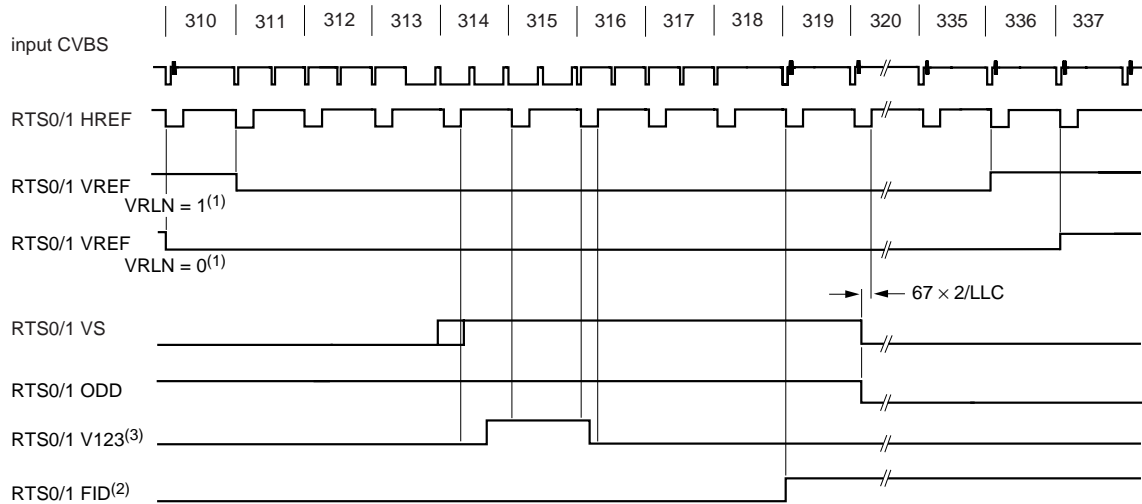 310 311 312 313 314 315 316 317 318 319 320 335 336 337
input CVBS
RTS0/1 HREF
RTS0/1 VREF
VRLN = 1(1)
RTS0/1 VREF
VRLN = 0(1)
67 × 2/LLC
RTS0/1 VS
RTS0/1 ODD
RTS0/1 V123(3)
RTS0/1 FID(2)